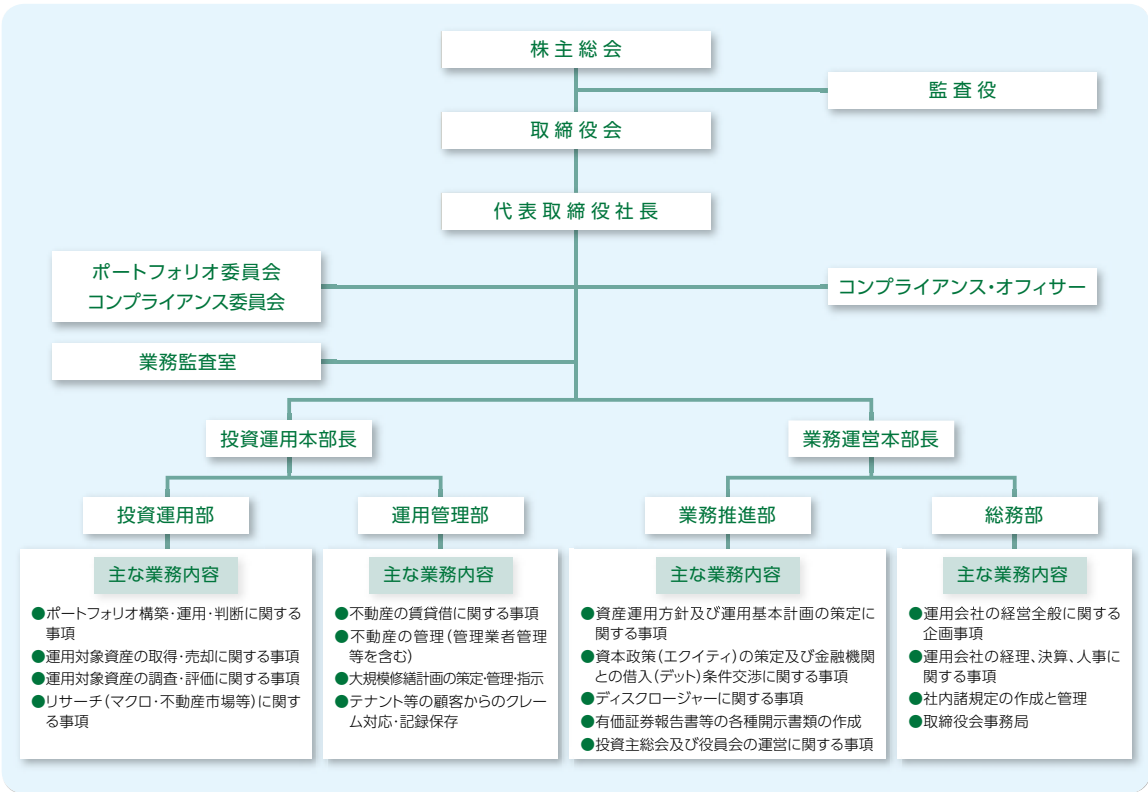 株主総会
監査役
取締役会
代表取締役社長
ポートフォリオ委員会
コンプライアンス委員会
コンプライアンス・オフィサー
業務監査室
投資運用本部長
業務運営本部長
投資運用部
運用管理部
業務推進部
総務部
主な業務内容
●ポートフォリオ構築・運用・判断に関する
事項
●運用対象資産の取得・売却に関する事項
●運用対象資産の調査・評価に関する事項
●リサーチ(マクロ・不動産市場等)に関す
る事項
主な業務内容
●不動産の賃貸借に関する事項
●不動産の管理(管理業者管理
等を含む)
●大規模修繕計画の策定・管理・指示
●テナント等の顧客からのクレー
ム対応・記録保存
主な業務内容
●資産運用方針及び運用基本計画の策定に
関する事項
●資本政策(エクイティ)の策定及び金融機関
との借入(デット)条件交渉に関する事項
●ディスクロージャーに関する事項
●有価証券報告書等の各種開示書類の作成
●投資主総会及び役員会の運営に関する事項
主な業務内容
●運用会社の経営全般に関する
企画事項
●運用会社の経理、決算、人事に
関する事項
●社内諸規定の作成と管理
●取締役会事務局